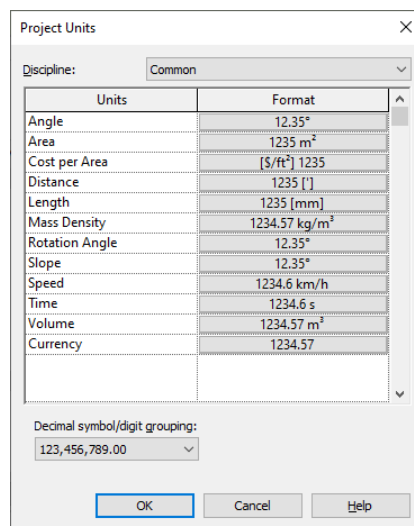 Project Units
Discipline: Common
Units Format
Angle 12.35°
Area 1235 m²
Cost per Area [$/ft²] 1235
Distance 1235 [']
Length 1235 [mm]
Mass Density 1234.57 kg/m³
Rotation Angle 12.35°
Slope 12.35°
Speed 1234.6 km/h
Time 1234.6 s
Volume 1234.57 m³
Currency 1234.57
Decimal symbol/digit grouping:
123,456,789.00
OK Cancel Help